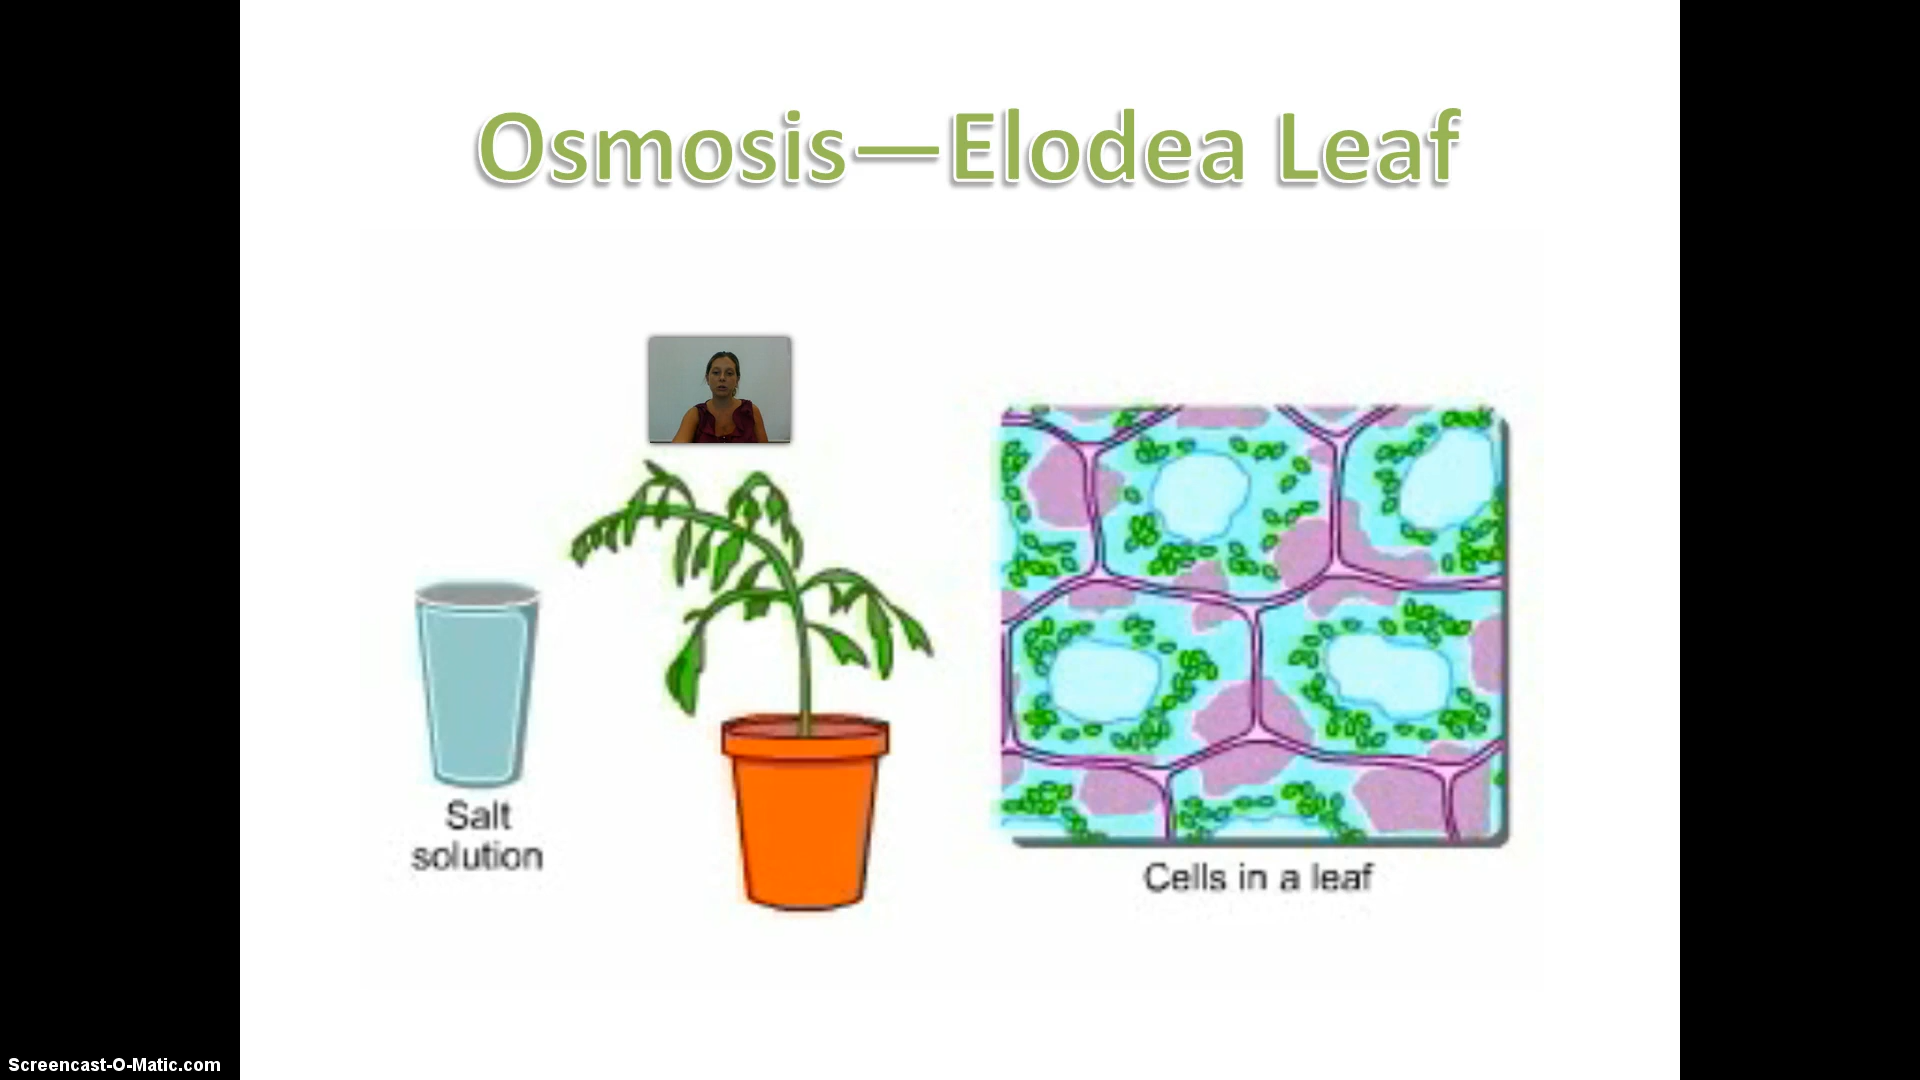 Osmosis—Elodea Leaf
Salt
solution
Cells in a leaf
Screencast-O-Matic.com